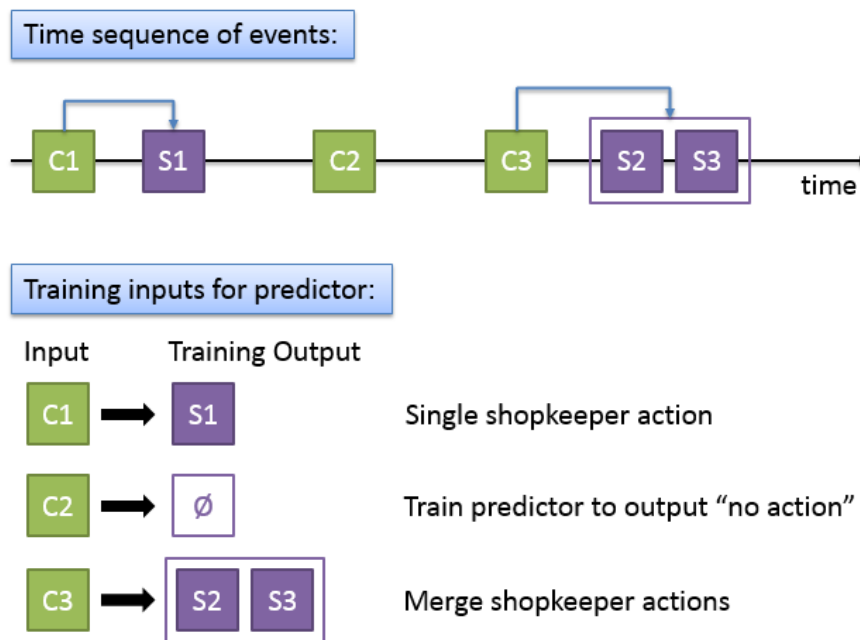 Time sequence of events:
C1 S1 C2 C3 S2 S3
time
Training inputs for predictor:
Input Training Output
C1 S1 Single shopkeeper action
C2 Ø Train predictor to output “no action”
C3 S2 S3 Merge shopkeeper actions